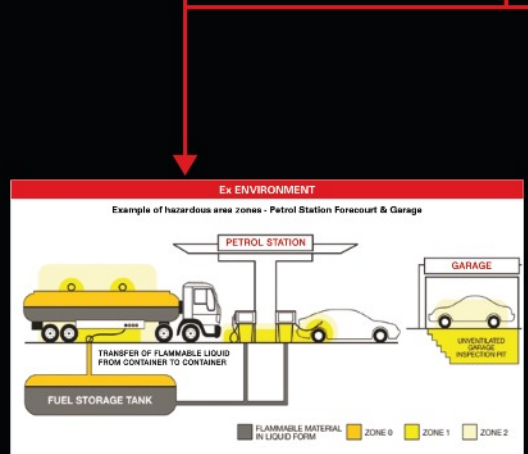 Ex ENVIRONMENT
Example of hazardous area zones - Petrol Station Forecourt & Garage
PETROL STATION
GARAGE
TRANSFER OF FLAMMABLE LIQUID
FROM CONTAINER TO CONTAINER
UNVENTILATED
GARAGE
INSPECTION PIT
FUEL STORAGE TANK
FLAMMABLE MATERIAL
IN LIQUID FORM
ZONE 0
ZONE 1
ZONE 2